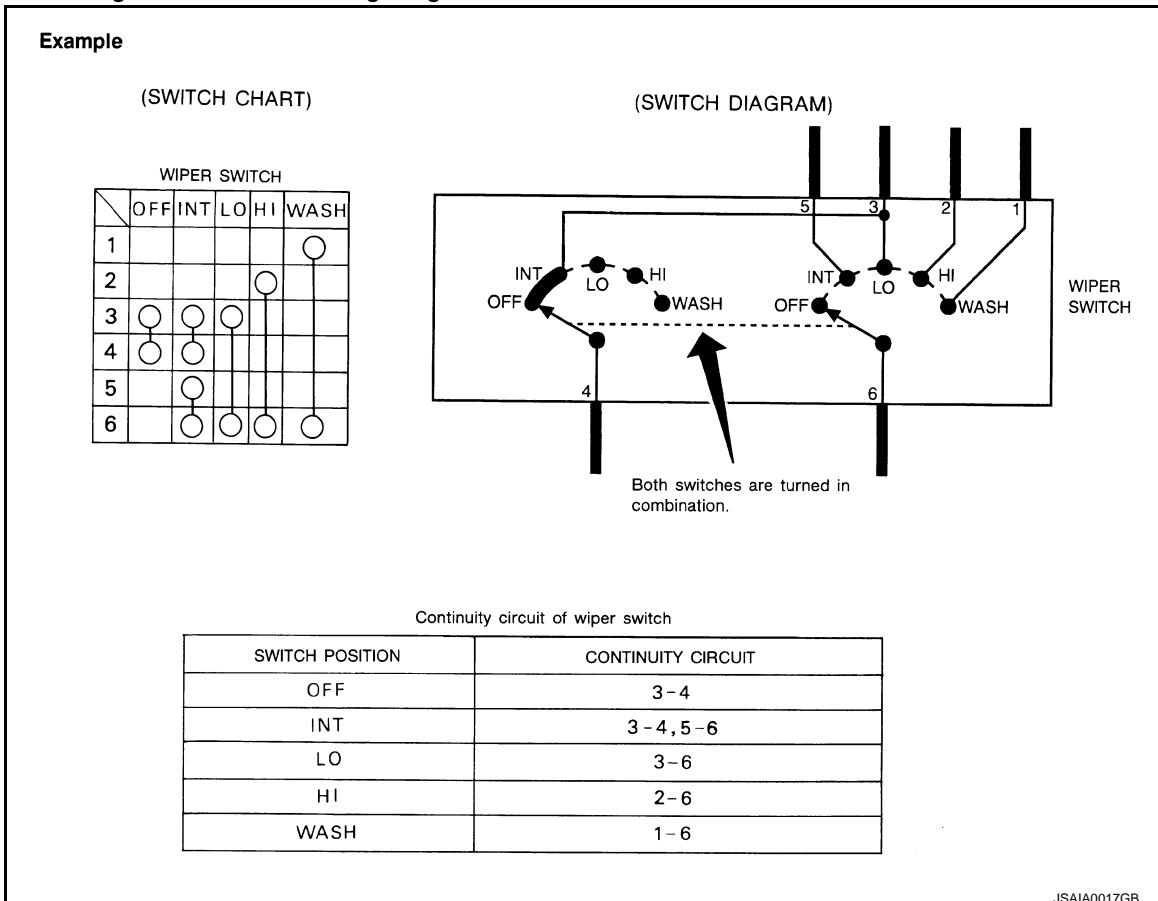 Example
(SWITCH CHART)
(SWITCH DIAGRAM)
WIPER SWITCH
OFF INT LO HI WASH
1
2
3
4
5
6
5 3 2 1
INT LO HI
OFF WASH
INT LO HI
OFF WASH
WIPER
SWITCH
4 6
Both switches are turned in
combination.
Continuity circuit of wiper switch
SWITCH POSITION CONTINUITY CIRCUIT
OFF 3-4
INT 3-4, 5-6
LO 3-6
HI 2-6
WASH 1-6
JSAIA0017GB